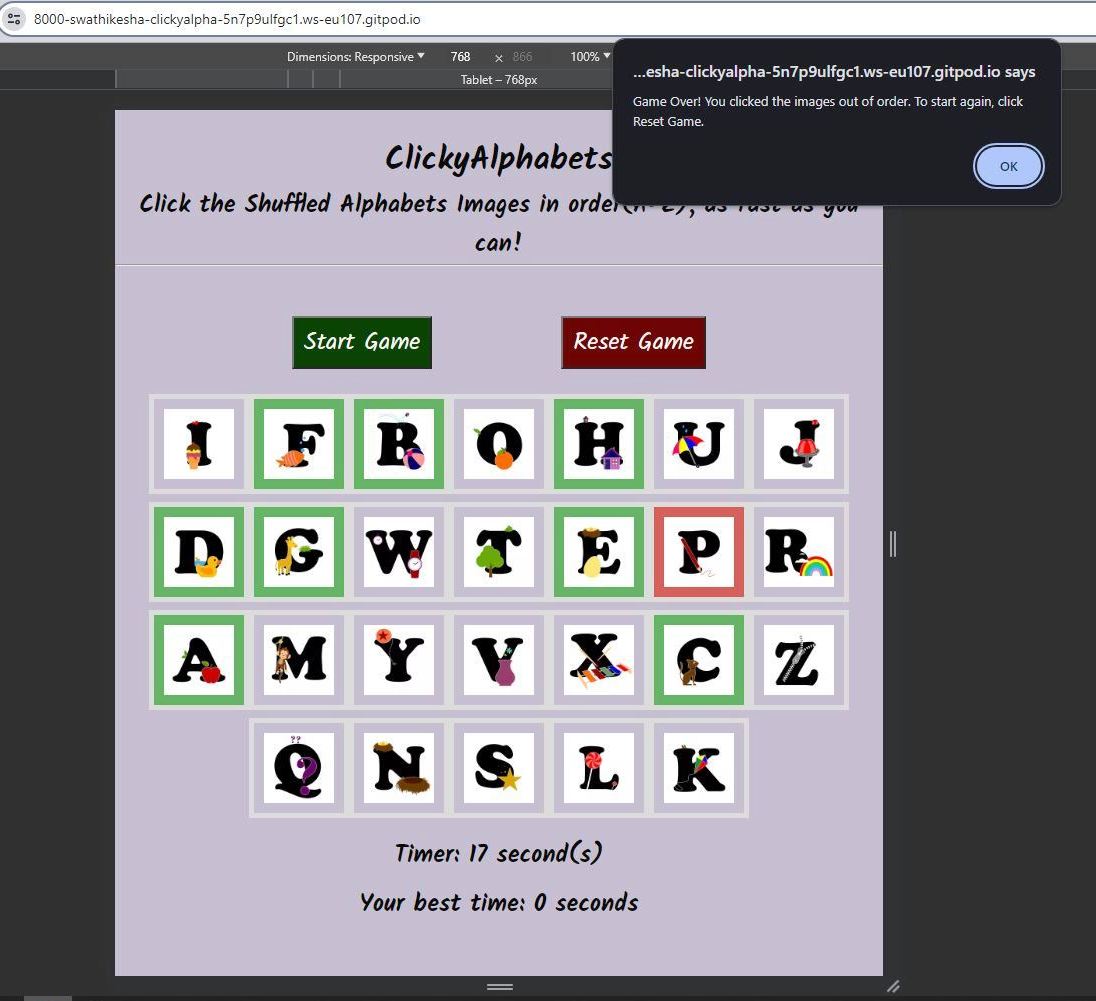 8000-swathikesha-clickyalpha-5n7p9ulfgc1.ws-eu107.gitpod.io
Dimensions: Responsive 768 × 866 100%
Tablet – 768px
...esha-clickyalpha-5n7p9ulfgc1.ws-eu107.gitpod.io says
Game Over! You clicked the images out of order. To start again, click
Reset Game.
OK
ClickyAlphabets
Click the Shuffled Alphabets Images in order(A-Z), as fast as you
can!
Start Game Reset Game
I F B O H U J
D G W T E P R
A M Y V X C Z
Q N S L K
Timer: 17 second(s)
Your best time: 0 seconds